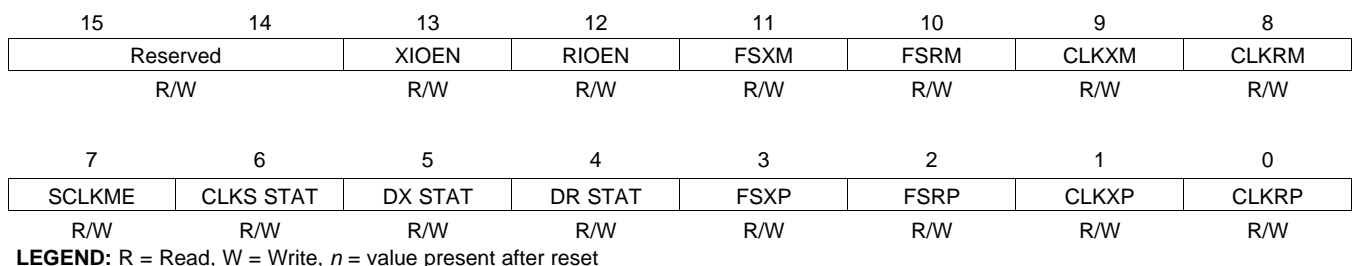 15 14 13 12 11 10 9 8
Reserved XIOEN RIOEN FSXM FSRM CLKXM CLKRM
R/W R/W R/W R/W R/W R/W R/W
7 6 5 4 3 2 1 0
SCLKME CLKS STAT DX STAT DR STAT FSXP FSRP CLKXP CLKRP
R/W R/W R/W R/W R/W R/W R/W R/W
LEGEND: R = Read, W = Write, n = value present after reset